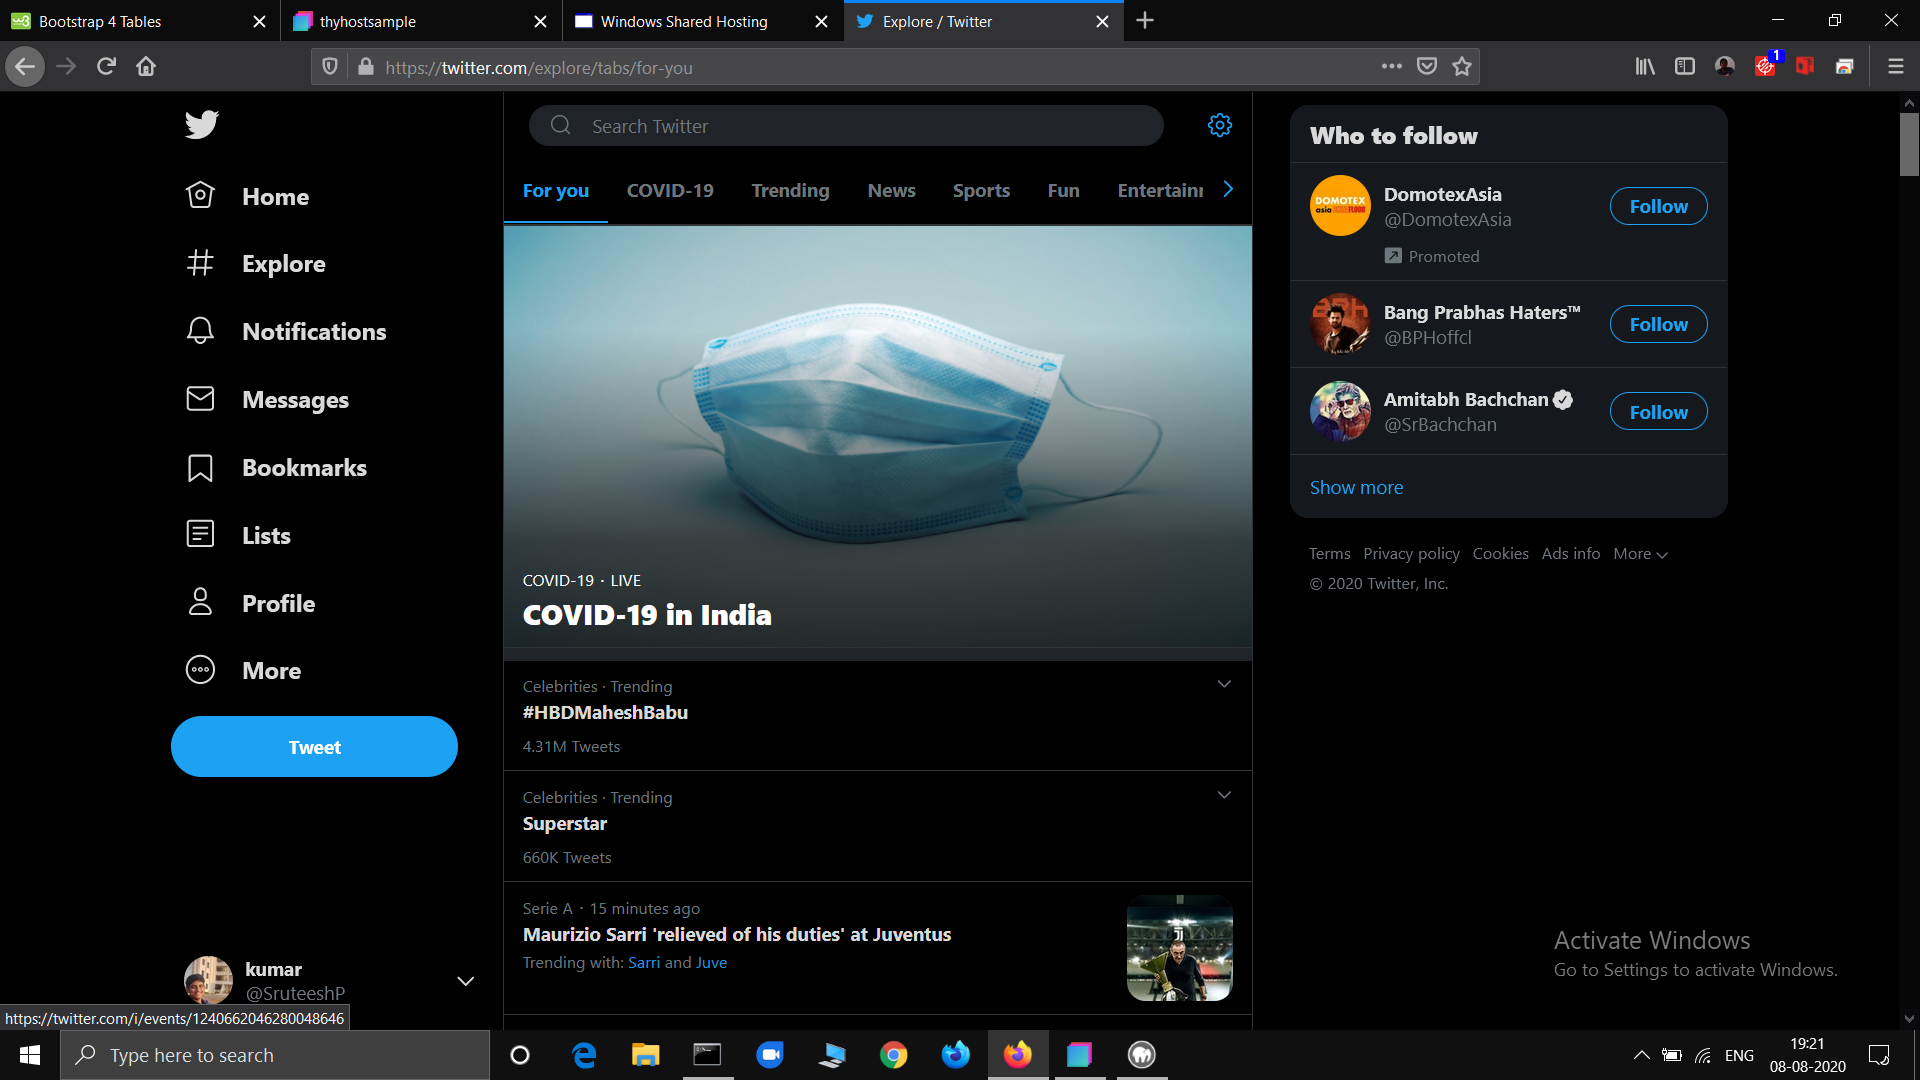 Bootstrap 4 Tables
thyhostsample
Windows Shared Hosting
Explore / Twitter
https://twitter.com/explore/tabs/for-you
1
Search Twitter
For you
COVID-19
Trending
News
Sports
Fun
Entertain
Home
Explore
Notifications
Messages
Bookmarks
Lists
Profile
More
Tweet
kumar
@SruteeshP
COVID-19 · LIVE
COVID-19 in India
Celebrities · Trending
#HBDMaheshBabu
4.31M Tweets
Celebrities · Trending
Superstar
660K Tweets
Serie A · 15 minutes ago
Maurizio Sarri 'relieved of his duties' at Juventus
Trending with: Sarri and Juve
Who to follow
DOMOTEX
asia
DomotexAsia
@DomotexAsia
Follow
Promoted
Bang Prabhas Haters™
@BPHoffcl
Follow
Amitabh Bachchan
@SrBachchan
Follow
Show more
Terms Privacy policy Cookies Ads info More
© 2020 Twitter, Inc.
Activate Windows
Go to Settings to activate Windows.
https://twitter.com/i/events/1240662046280048646
Type here to search
ENG
19:21
08-08-2020